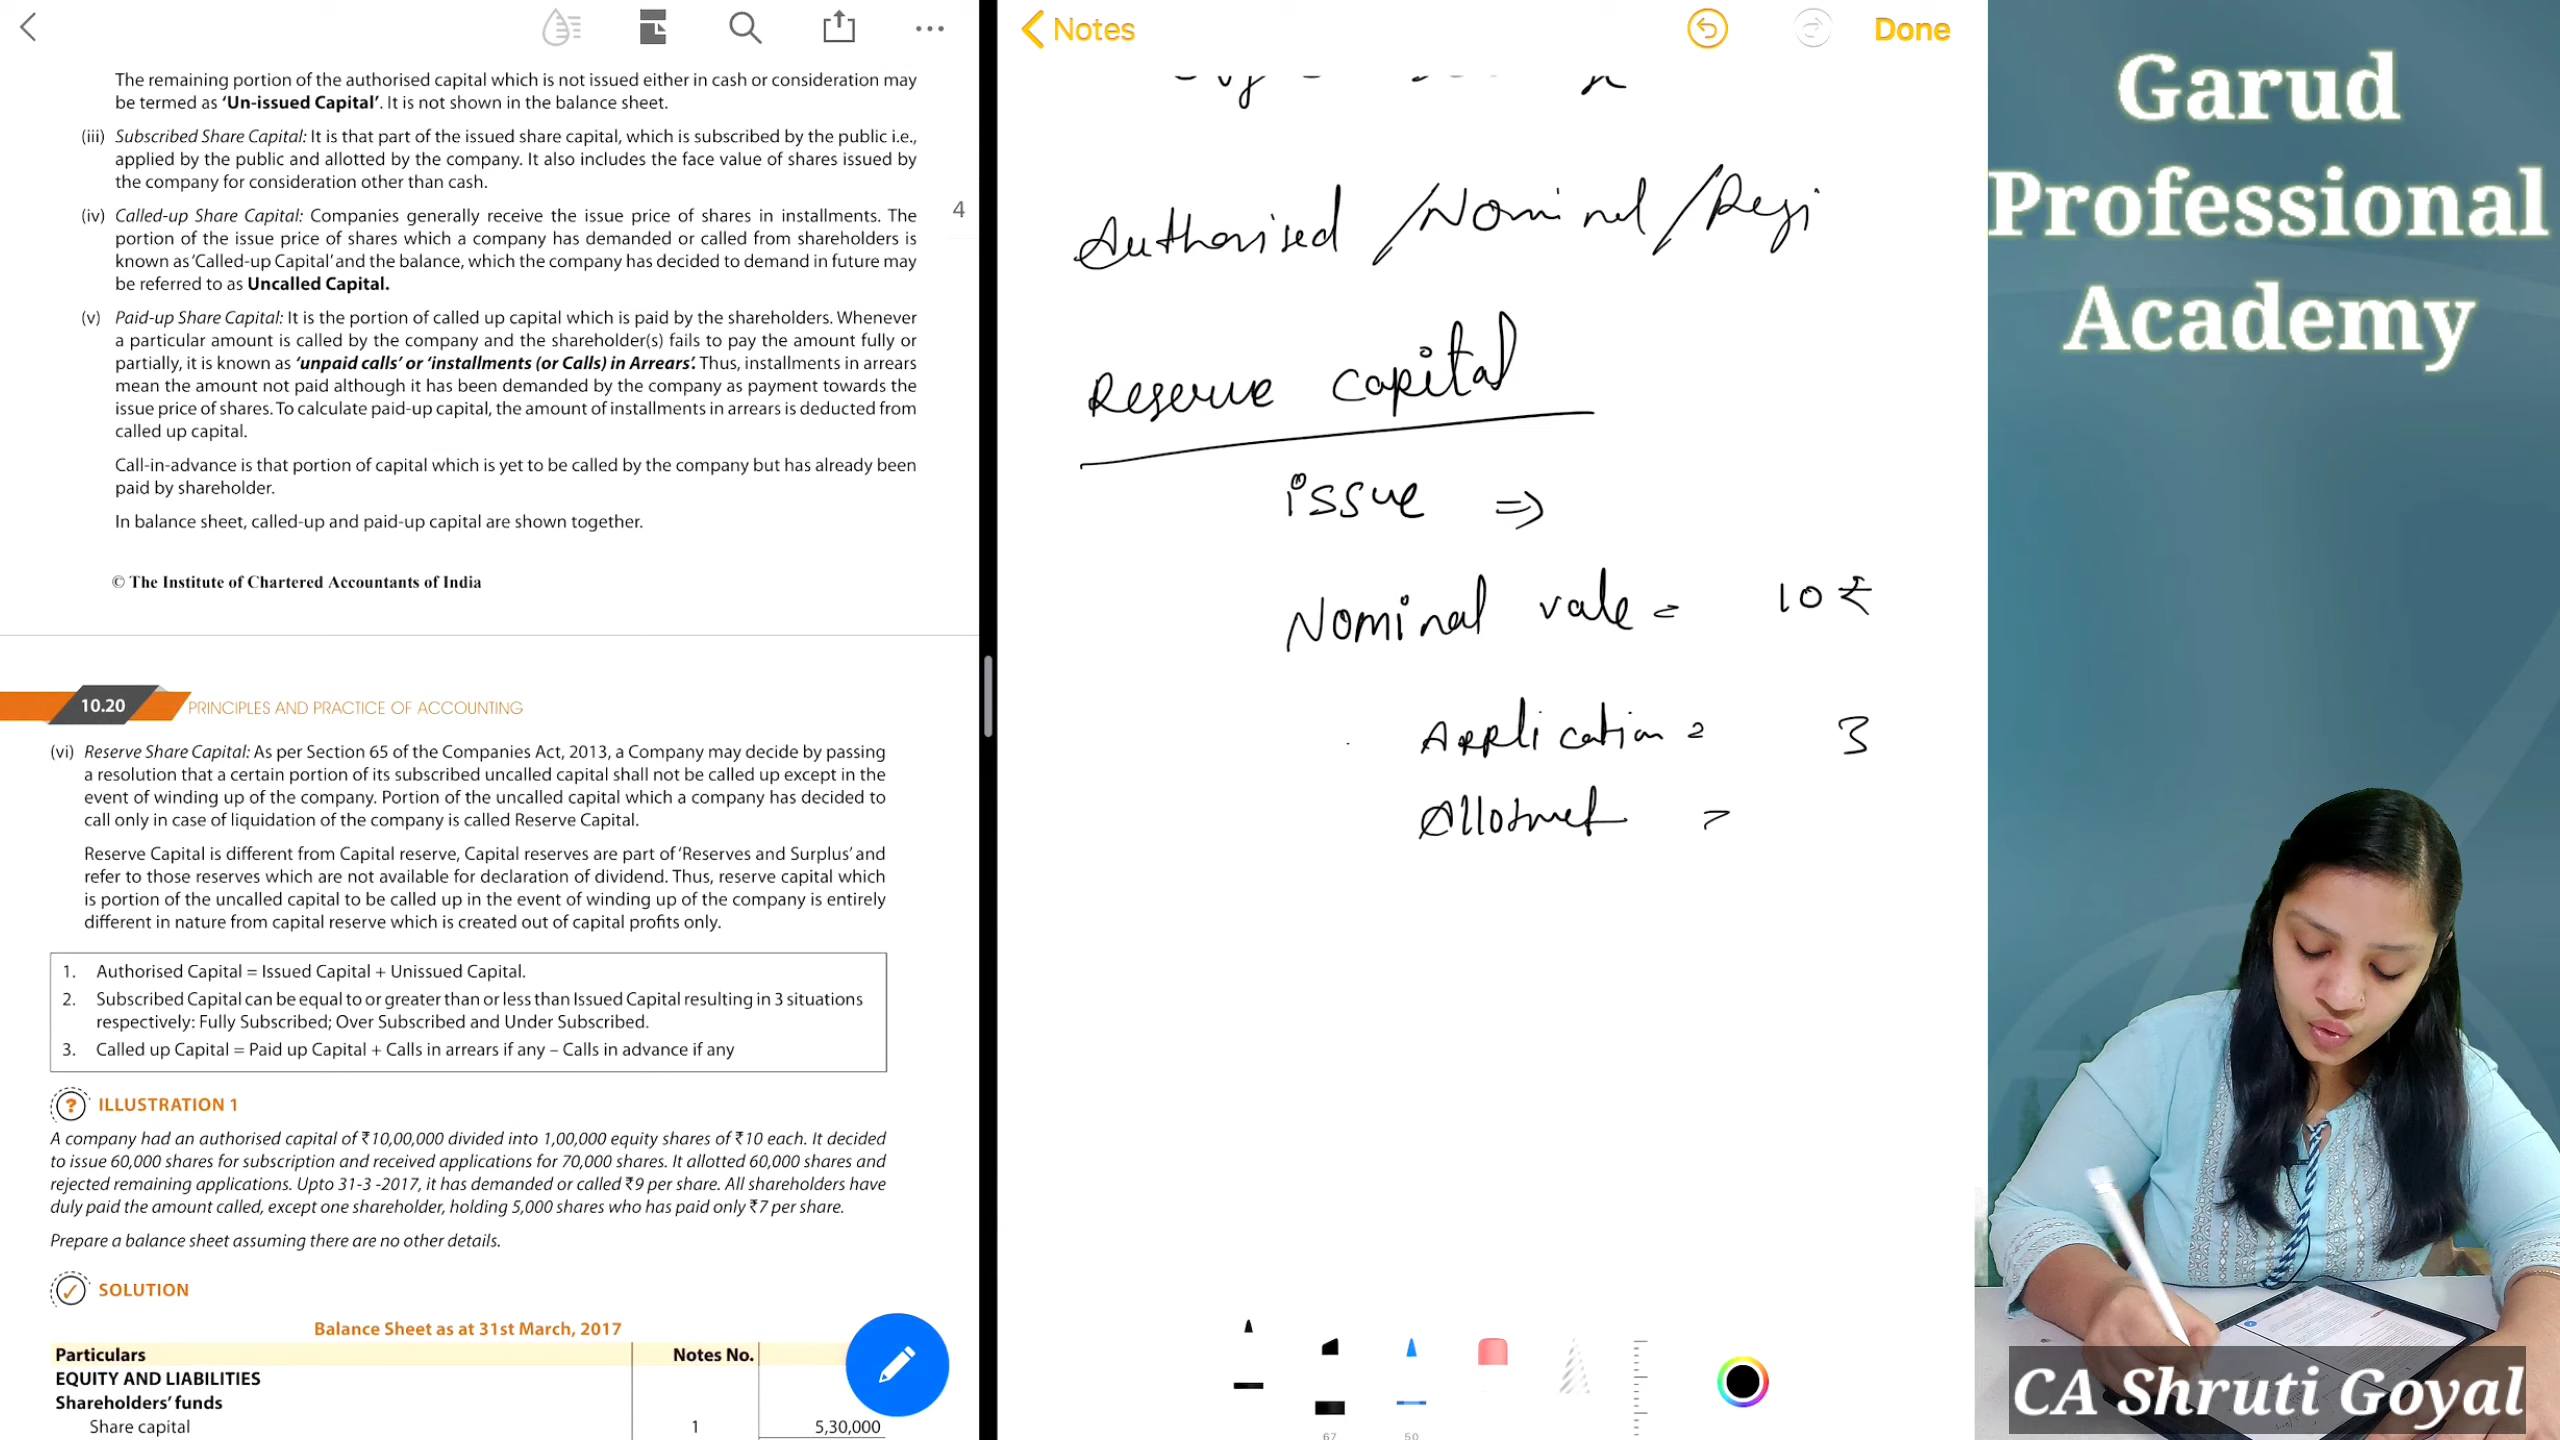 The remaining portion of the authorised capital which is not issued either in cash or consideration may
be termed as ‘Un-issued Capital’. It is not shown in the balance sheet.
(iii) Subscribed Share Capital: It is that part of the issued share capital, which is subscribed by the public i.e.,
applied by the public and allotted by the company. It also includes the face value of shares issued by
the company for consideration other than cash.
(iv) Called-up Share Capital: Companies generally receive the issue price of shares in installments. The
portion of the issue price of shares which a company has demanded or called from shareholders is
known as ‘Called-up Capital’ and the balance, which the company has decided to demand in future may
be referred to as Uncalled Capital.
(v) Paid-up Share Capital: It is the portion of called up capital which is paid by the shareholders. Whenever
a particular amount is called by the company and the shareholder(s) fails to pay the amount fully or
partially, it is known as ‘unpaid calls’ or ‘installments (or Calls) in Arrears’. Thus, installments in arrears
mean the amount not paid although it has been demanded by the company as payment towards the
issue price of shares. To calculate paid-up capital, the amount of installments in arrears is deducted from
called up capital.
Call-in-advance is that portion of capital which is yet to be called by the company but has already been
paid by shareholder.
In balance sheet, called-up and paid-up capital are shown together.
© The Institute of Chartered Accountants of India
4
10.20 PRINCIPLES AND PRACTICE OF ACCOUNTING
(vi) Reserve Share Capital: As per Section 65 of the Companies Act, 2013, a Company may decide by passing
a resolution that a certain portion of its subscribed uncalled capital shall not be called up except in the
event of winding up of the company. Portion of the uncalled capital which a company has decided to
call only in case of liquidation of the company is called Reserve Capital.
Reserve Capital is different from Capital reserve, Capital reserves are part of ‘Reserves and Surplus’ and
refer to those reserves which are not available for declaration of dividend. Thus, reserve capital which
is portion of the uncalled capital to be called up in the event of winding up of the company is entirely
different in nature from capital reserve which is created out of capital profits only.
1. Authorised Capital = Issued Capital + Unissued Capital.
2. Subscribed Capital can be equal to or greater than or less than Issued Capital resulting in 3 situations
respectively: Fully Subscribed; Over Subscribed and Under Subscribed.
3. Called up Capital = Paid up Capital + Calls in arrears if any – Calls in advance if any
? ILLUSTRATION 1
A company had an authorised capital of ₹10,00,000 divided into 1,00,000 equity shares of ₹10 each. It decided
to issue 60,000 shares for subscription and received applications for 70,000 shares. It allotted 60,000 shares and
rejected remaining applications. Upto 31-3 -2017, it has demanded or called ₹9 per share. All shareholders have
duly paid the amount called, except one shareholder, holding 5,000 shares who has paid only ₹7 per share.
Prepare a balance sheet assuming there are no other details.
SOLUTION
Balance Sheet as at 31st March, 2017
Particulars Notes No.
EQUITY AND LIABILITIES
Shareholders’ funds
Share capital 1 5,30,000
Notes Done
Authorised /Nominal /Regi
Reserve Capital
issue ⇒
Nominal vale = 10 ₹
Application = 3
Allotmet =
67 50
Garud
Professional
Academy
CA Shruti Goyal